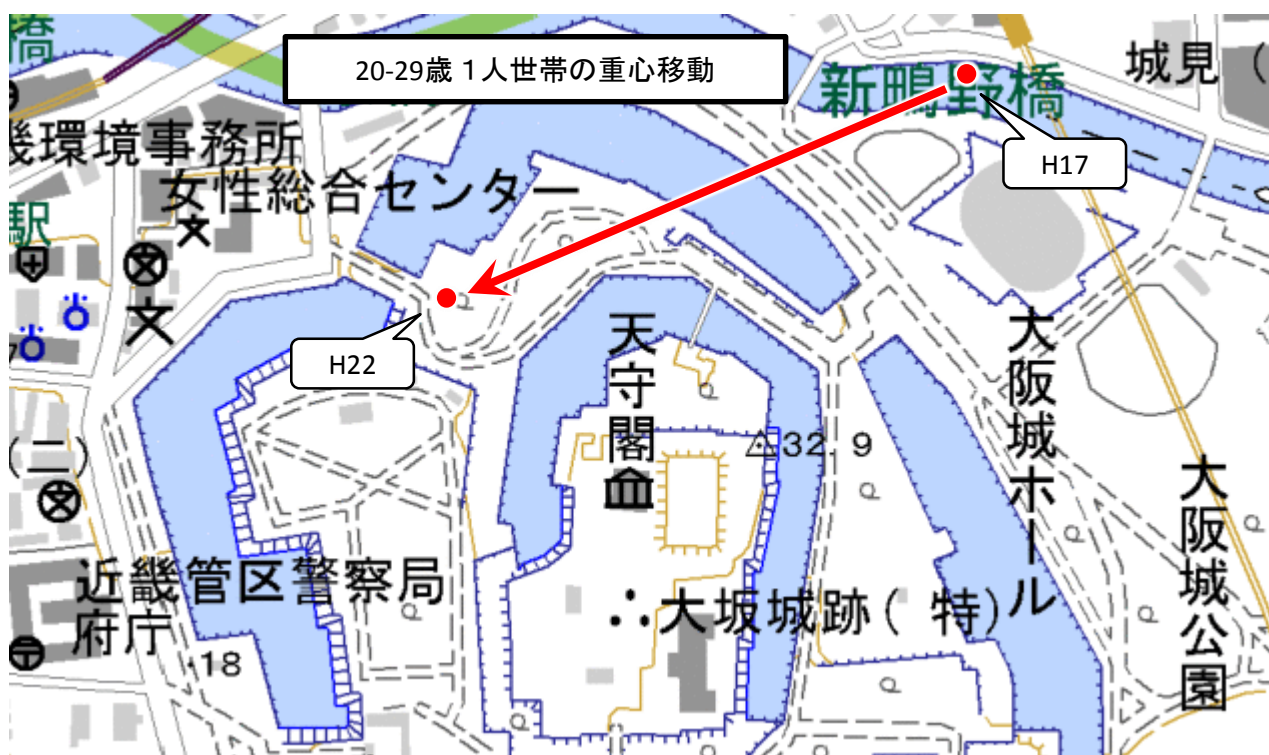 橋
20-29歳 1人世帯の重心移動
城見(
新鴫野橋
H17
畿環境事務所
女性総合センター
駅
H22
天守閣
大阪城ホール
32.9
(二)
大阪城公園
近畿管区警察局
府庁
大坂城跡(特)
18